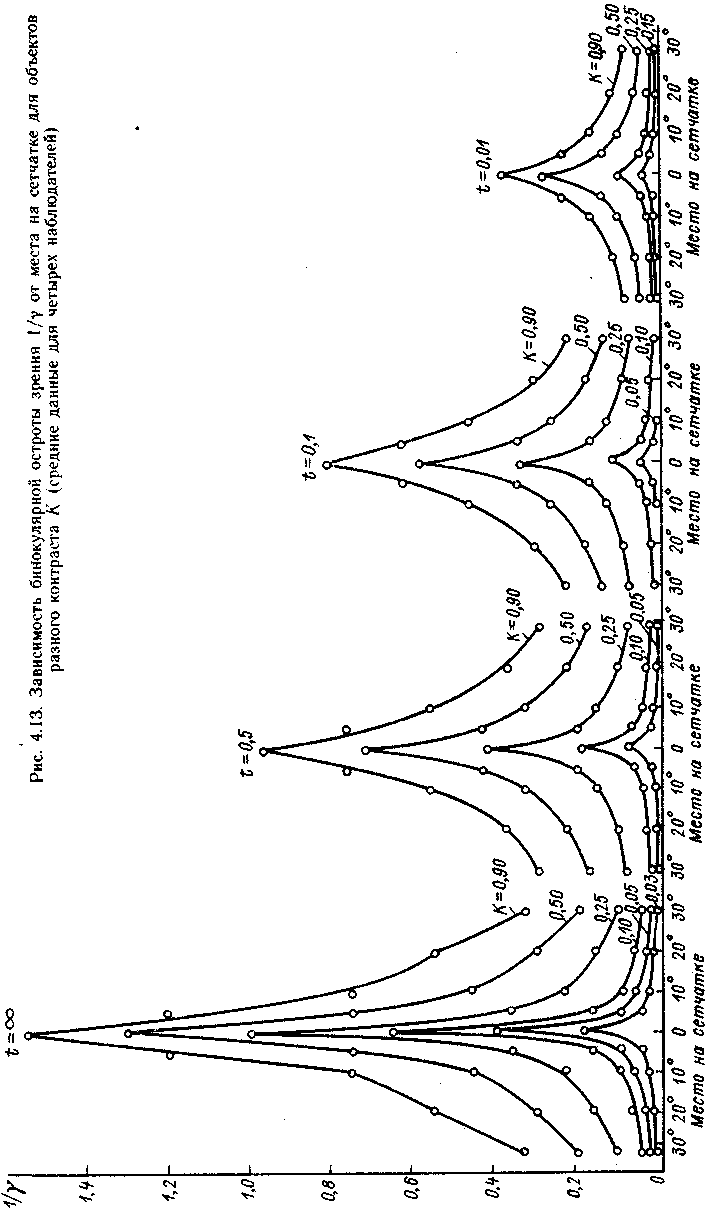 Рис. 4.13. Зависимость бинокулярной остроты зрения 1/γ от места на сетчатке для объектов
разного контраста K (средние данные для четырех наблюдателей)
1/γ
1,4
1,2
1,0
0,8
0,6
0,4
0,2
0
t=∞
K=0,90
0,50
0,25
0,10
0,05
0,03
30° 20° 10° 0 10° 20° 30°
Место на сетчатке
t=0,5
K=0,90
0,50
0,25
0,10
0,05
30° 20° 10° 0 10° 20° 30°
Место на сетчатке
t=0,1
K=0,90
0,50
0,25
0,10
0,05
30° 20° 10° 0 10° 20° 30°
Место на сетчатке
t=0,01
K=0,90
0,50
0,25
0,15
30° 20° 10° 0 10° 20° 30°
Место на сетчатке